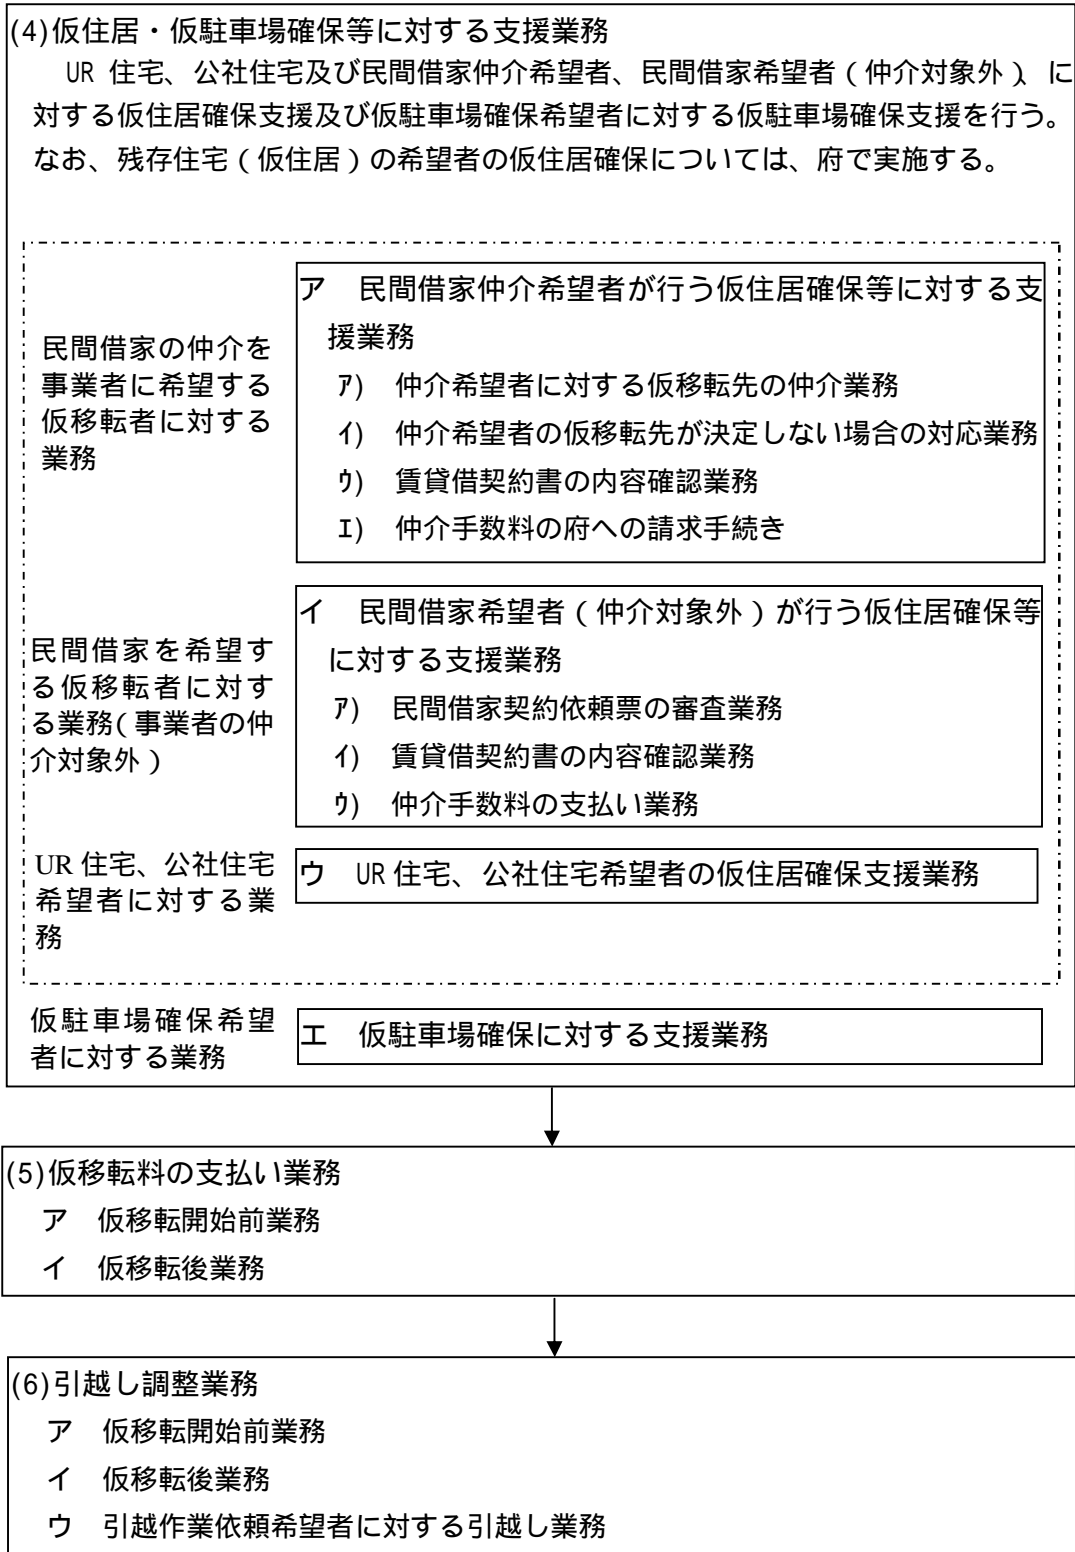 (4)仮住居・仮駐車場確保等に対する支援業務
UR 住宅、公社住宅及び民間借家仲介希望者、民間借家希望者（仲介対象外）、に
対する仮住居確保支援及び仮駐車場確保希望者に対する仮駐車場確保支援を行う。
なお、残存住宅（仮住居）の希望者の仮住居確保については、府で実施する。
民間借家の仲介を
事業者に希望する
仮移転者に対する
業務
ア　民間借家仲介希望者が行う仮住居確保等に対する支
援業務
ｱ)　仲介希望者に対する仮移転先の仲介業務
ｲ)　仲介希望者の仮移転先が決定しない場合の対応業務
ｳ)　賃貸借契約書の内容確認業務
ｴ)　仲介手数料の府への請求手続き
民間借家を希望す
る仮移転者に対す
る業務(事業者の仲
介対象外）
イ　民間借家希望者（仲介対象外）が行う仮住居確保等
に対する支援業務
ｱ)　民間借家契約依頼票の審査業務
ｲ)　賃貸借契約書の内容確認業務
ｳ)　仲介手数料の支払い業務
UR 住宅、公社住宅
希望者に対する業
務
ウ　UR 住宅、公社住宅希望者の仮住居確保支援業務
仮駐車場確保希望
者に対する業務
エ　仮駐車場確保に対する支援業務
(5)仮移転料の支払い業務
ア　仮移転開始前業務
イ　仮移転後業務
(6)引越し調整業務
ア　仮移転開始前業務
イ　仮移転後業務
ウ　引越作業依頼希望者に対する引越し業務